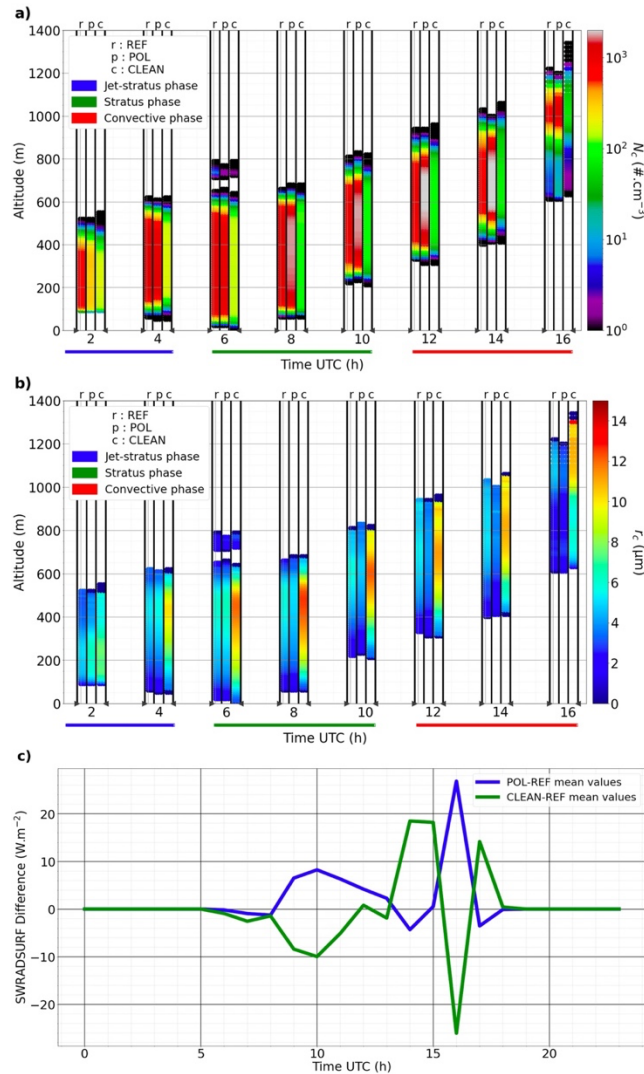 a)
r p c r p c r p c r p c r p c r p c r p c r p c
1400
1200
1000
800
600
400
200
0
Altitude (m)
r : REF
p : POL
c : CLEAN
Jet-stratus phase
Stratus phase
Convective phase
2 4 6 8 10 12 14 16
Time UTC (h)
10³
10²
10¹
10⁰
N_c (#.cm⁻³)
b)
r p c r p c r p c r p c r p c r p c r p c r p c
1400
1200
1000
800
600
400
200
0
Altitude (m)
r : REF
p : POL
c : CLEAN
Jet-stratus phase
Stratus phase
Convective phase
2 4 6 8 10 12 14 16
Time UTC (h)
14
12
10
8
6
4
2
0
r_c (µm)
c)
20
10
0
−10
−20
SWRADSURF Difference (W.m⁻²)
POL-REF mean values
CLEAN-REF mean values
0 5 10 15 20
Time UTC (h)